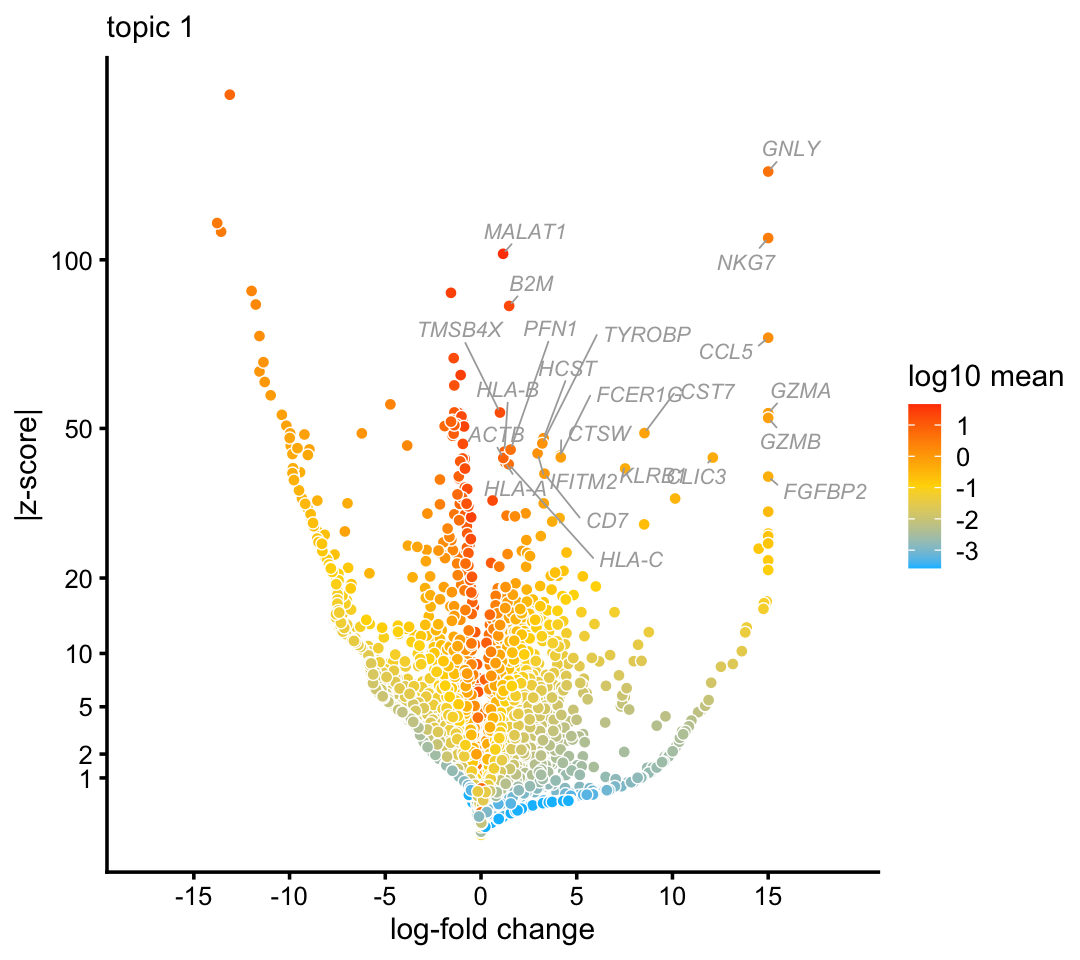 topic 1
GNLY
MALAT1
NKG7
B2M
TMSB4X
PFN1
TYROBP
CCL5
HCST
HLA-B
FCER1G
CST7
GZMA
ACTB
CTSW
GZMB
HLA-A
IFITM2
KLRB1
CLIC3
FGFBP2
CD7
HLA-C
100
50
20
10
5
2
1
|z-score|
-15
-10
-5
0
5
10
15
log-fold change
log10 mean
1
0
-1
-2
-3